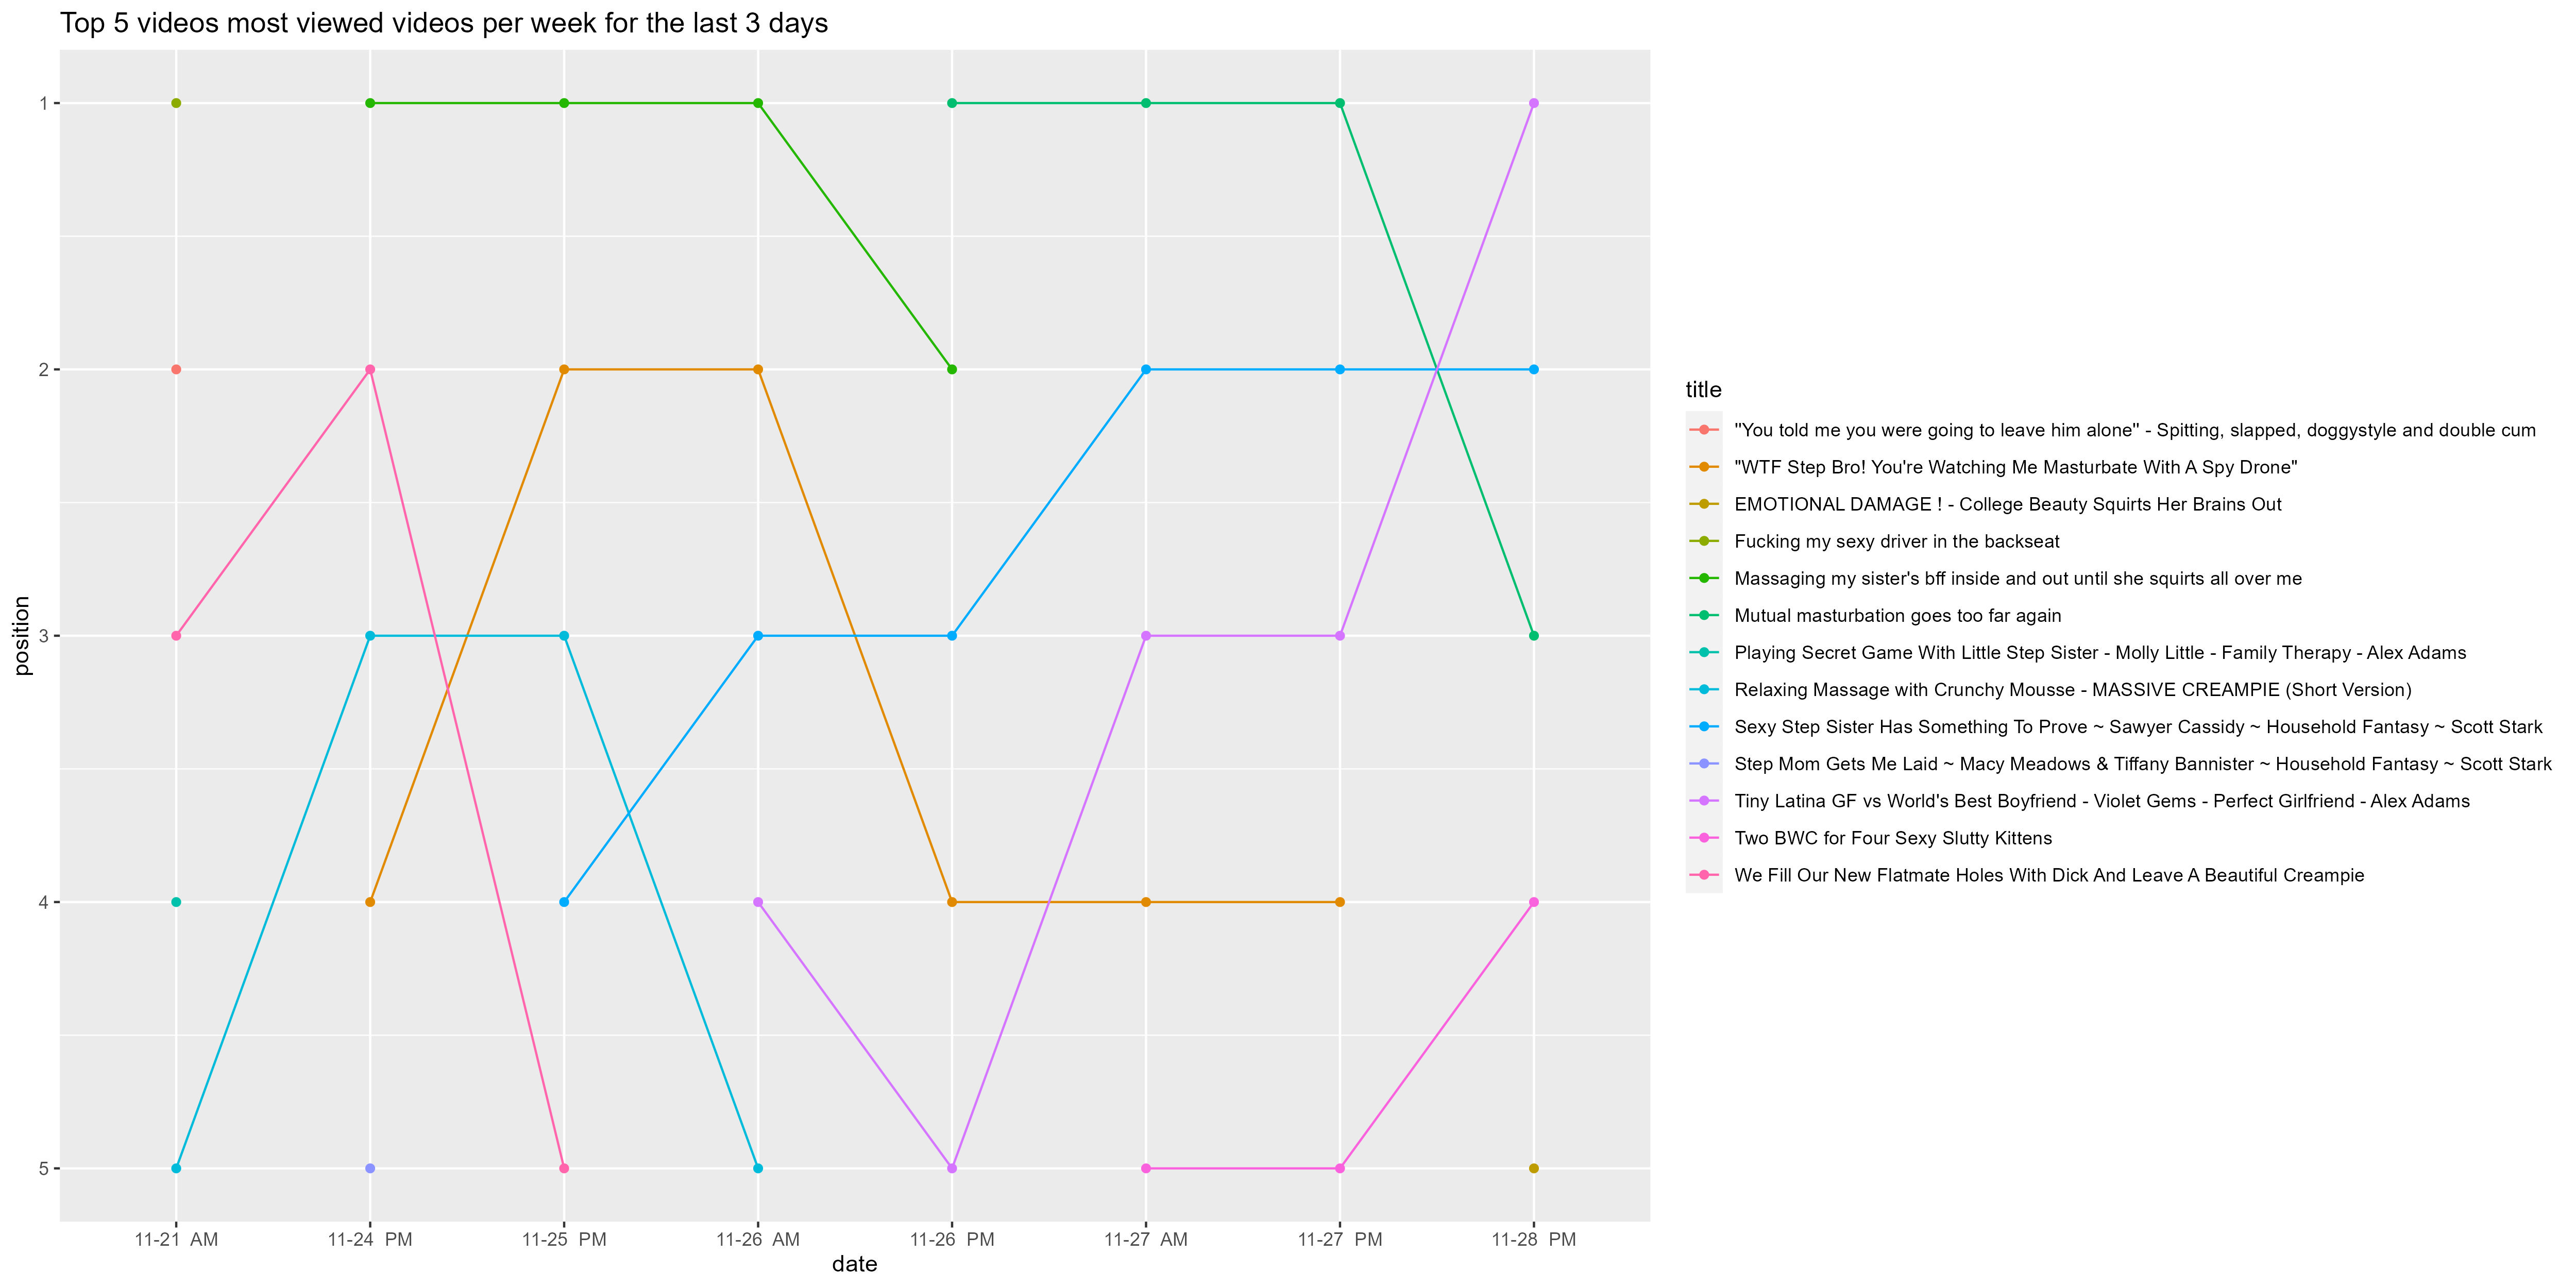 Top 5 videos most viewed videos per week for the last 3 days
1
2
3
4
5
position
11-21 AM
11-24 PM
11-25 PM
11-26 AM
11-26 PM
11-27 AM
11-27 PM
11-28 PM
date
title
"You told me you were going to leave him alone" - Spitting, slapped, doggystyle and double cum
"WTF Step Bro! You're Watching Me Masturbate With A Spy Drone"
EMOTIONAL DAMAGE ! - College Beauty Squirts Her Brains Out
Fucking my sexy driver in the backseat
Massaging my sister's bff inside and out until she squirts all over me
Mutual masturbation goes too far again
Playing Secret Game With Little Step Sister - Molly Little - Family Therapy - Alex Adams
Relaxing Massage with Crunchy Mousse - MASSIVE CREAMPIE (Short Version)
Sexy Step Sister Has Something To Prove ~ Sawyer Cassidy ~ Household Fantasy ~ Scott Stark
Step Mom Gets Me Laid ~ Macy Meadows & Tiffany Bannister ~ Household Fantasy ~ Scott Stark
Tiny Latina GF vs World's Best Boyfriend - Violet Gems - Perfect Girlfriend - Alex Adams
Two BWC for Four Sexy Slutty Kittens
We Fill Our New Flatmate Holes With Dick And Leave A Beautiful Creampie